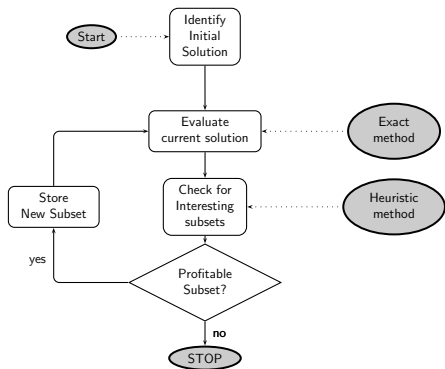 Start
Identify
Initial
Solution
Evaluate
current solution
Exact
method
Check for
Interesting
subsets
Heuristic
method
Store
New Subset
yes
Profitable
Subset?
no
STOP